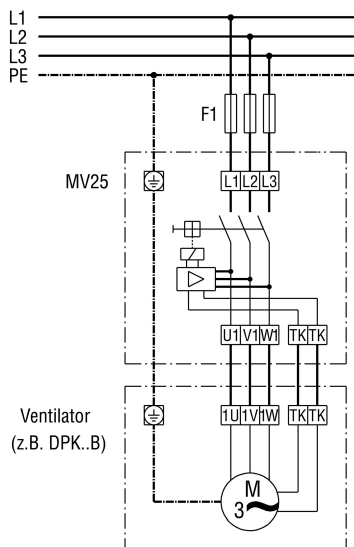 L1
L2
L3
PE
F1
MV25
L1 L2 L3
U1 V1 W1 TK TK
Ventilator
(z.B. DPK..B)
1U 1V 1W TK TK
M
3~